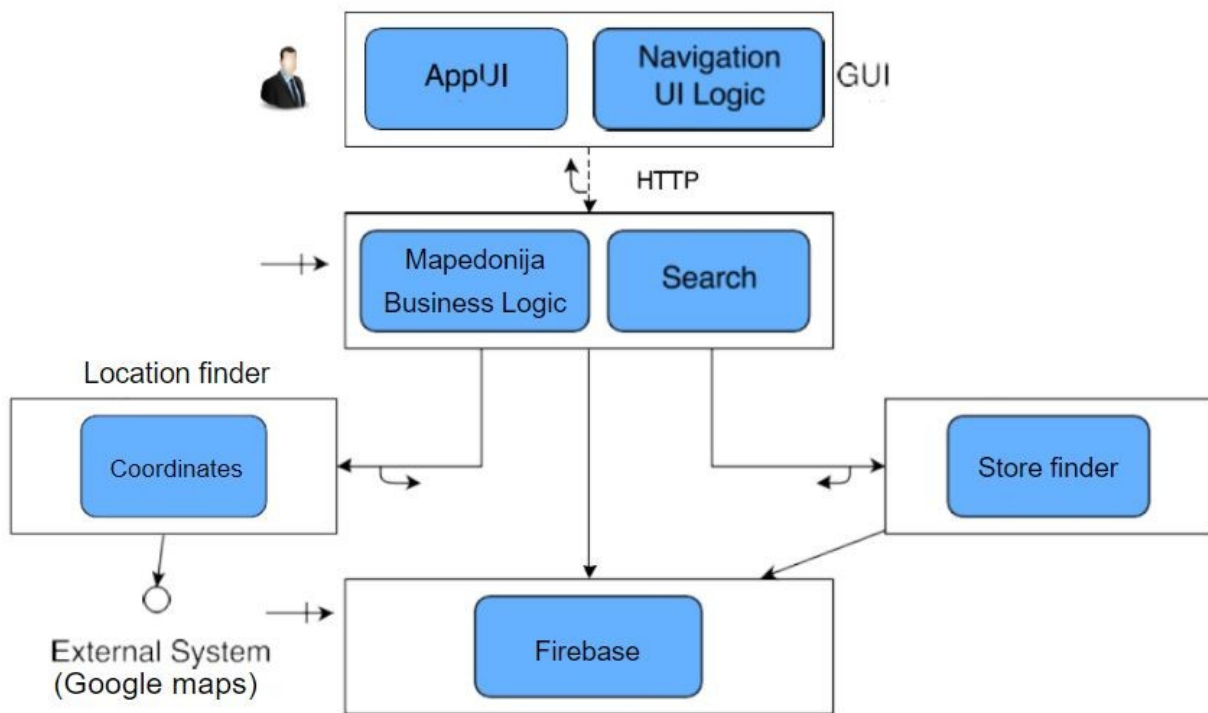 AppUI
Navigation
UI Logic
GUI
HTTP
Mapedonija
Business Logic
Search
Location finder
Coordinates
Store finder
External System
(Google maps)
Firebase